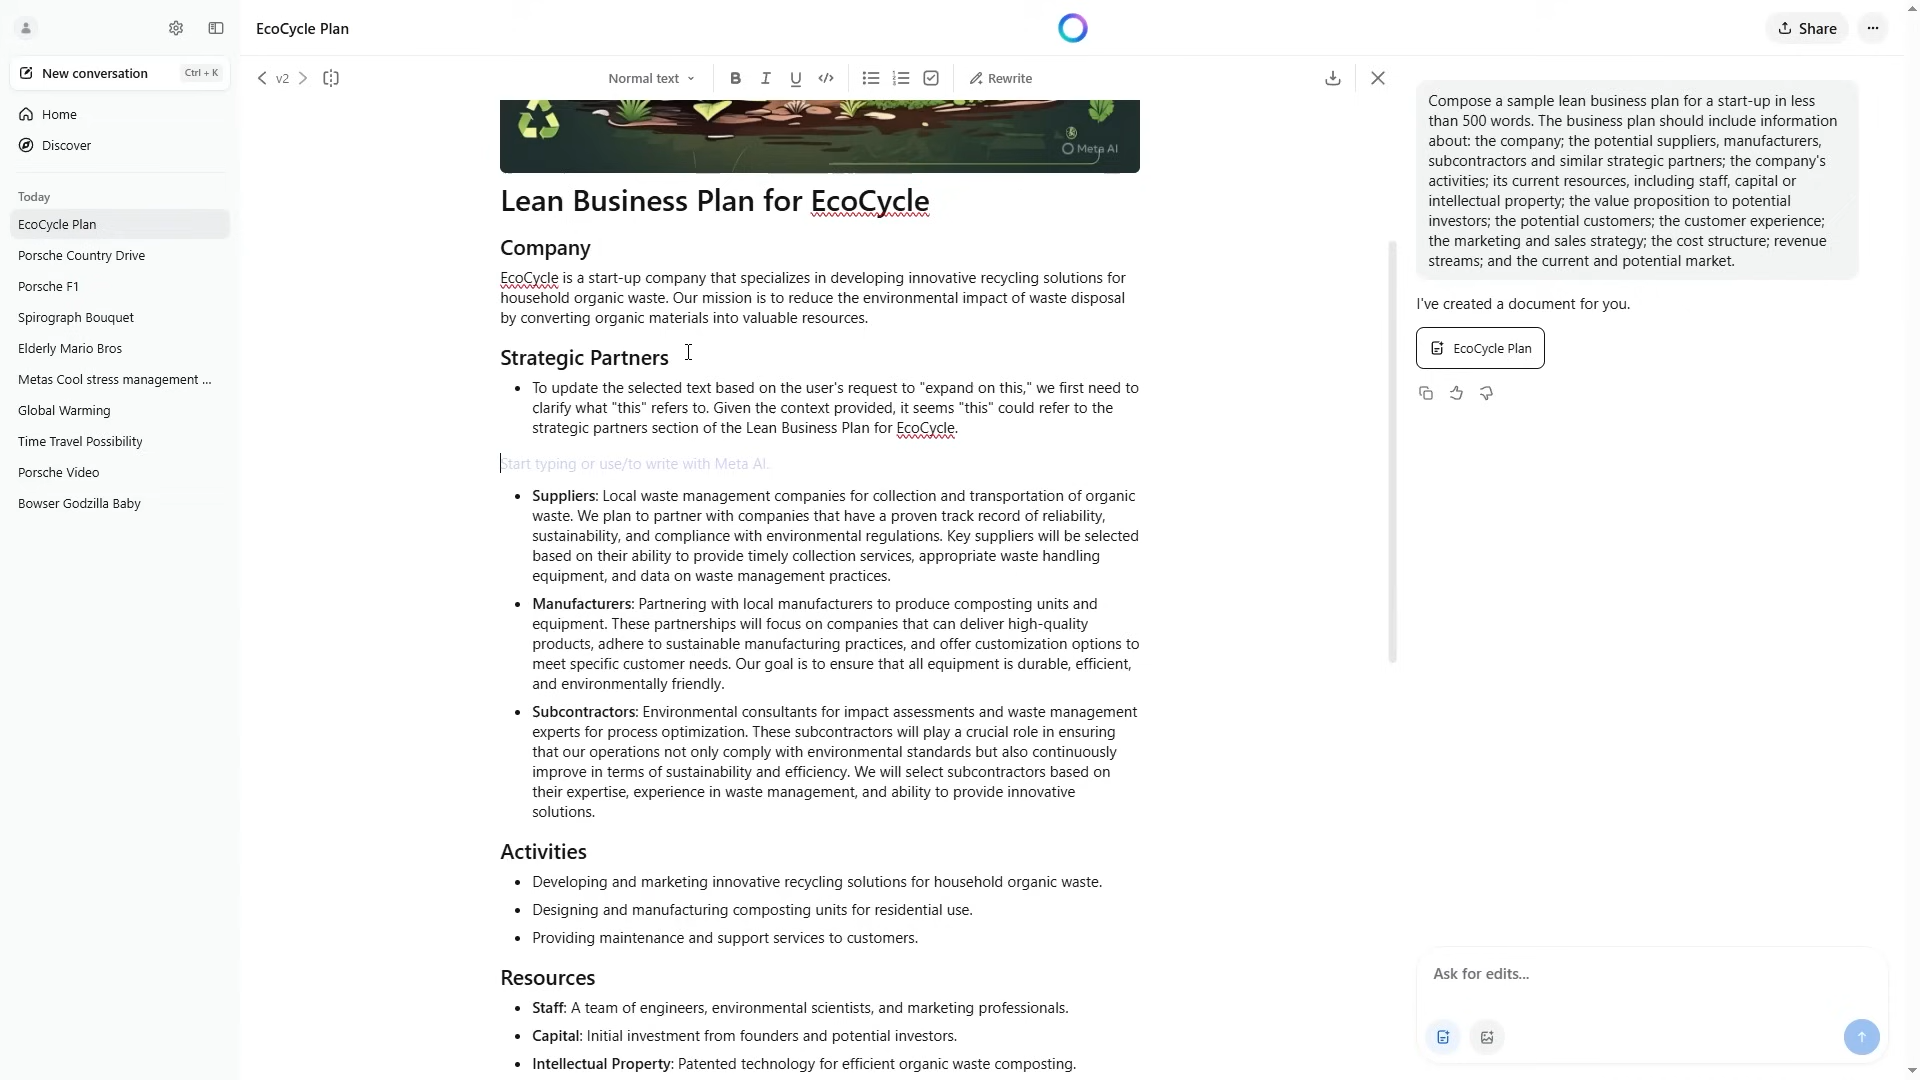 EcoCycle Plan
Share
New conversation
Ctrl + K
v2
Normal text
B
I
U
Rewrite
Home
Discover
Today
EcoCycle Plan
Porsche Country Drive
Porsche F1
Spirograph Bouquet
Elderly Mario Bros
Metas Cool stress management ...
Global Warming
Time Travel Possibility
Porsche Video
Bowser Godzilla Baby
Meta AI
Lean Business Plan for EcoCycle
Company
EcoCycle is a start-up company that specializes in developing innovative recycling solutions for
household organic waste. Our mission is to reduce the environmental impact of waste disposal
by converting organic materials into valuable resources.
Strategic Partners
To update the selected text based on the user's request to "expand on this," we first need to
clarify what "this" refers to. Given the context provided, it seems "this" could refer to the
strategic partners section of the Lean Business Plan for EcoCycle.
Start typing or use/to write with Meta AI.
Suppliers: Local waste management companies for collection and transportation of organic
waste. We plan to partner with companies that have a proven track record of reliability,
sustainability, and compliance with environmental regulations. Key suppliers will be selected
based on their ability to provide timely collection services, appropriate waste handling
equipment, and data on waste management practices.
Manufacturers: Partnering with local manufacturers to produce composting units and
equipment. These partnerships will focus on companies that can deliver high-quality
products, adhere to sustainable manufacturing practices, and offer customization options to
meet specific customer needs. Our goal is to ensure that all equipment is durable, efficient,
and environmentally friendly.
Subcontractors: Environmental consultants for impact assessments and waste management
experts for process optimization. These subcontractors will play a crucial role in ensuring
that our operations not only comply with environmental standards but also continuously
improve in terms of sustainability and efficiency. We will select subcontractors based on
their expertise, experience in waste management, and ability to provide innovative
solutions.
Activities
Developing and marketing innovative recycling solutions for household organic waste.
Designing and manufacturing composting units for residential use.
Providing maintenance and support services to customers.
Resources
Staff: A team of engineers, environmental scientists, and marketing professionals.
Capital: Initial investment from founders and potential investors.
Intellectual Property: Patented technology for efficient organic waste composting.
Compose a sample lean business plan for a start-up in less
than 500 words. The business plan should include information
about: the company; the potential suppliers, manufacturers,
subcontractors and similar strategic partners; the company's
activities; its current resources, including staff, capital or
intellectual property; the value proposition to potential
investors; the potential customers; the customer experience;
the marketing and sales strategy; the cost structure; revenue
streams; and the current and potential market.
I've created a document for you.
EcoCycle Plan
Ask for edits...